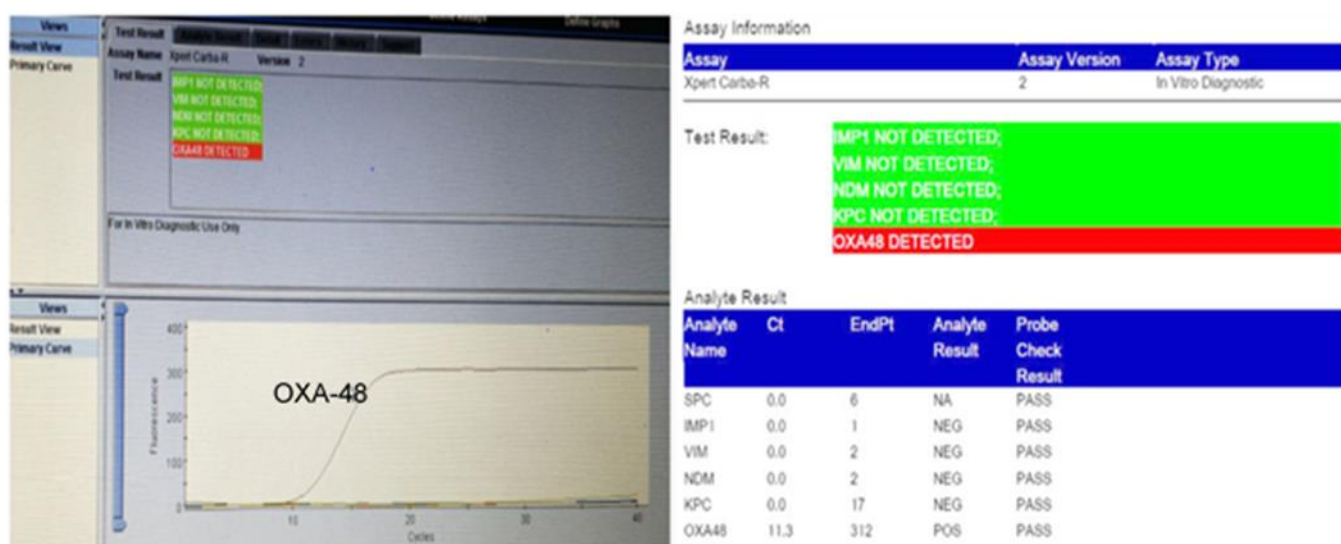 Views
Result View
Primary Curve
Define Graphs
Test Result
Support
Assay Name Xpert Carba-R Version 2
Test Result
IMP1 NOT DETECTED;
VIM NOT DETECTED;
NDM NOT DETECTED;
KPC NOT DETECTED;
OXA48 DETECTED
For In Vitro Diagnostic Use Only
Views
Result View
Primary Curve
400
300
200
100
0
Fluorescence
OXA-48
10 20 30 40
Cycles
Assay Information
Assay Assay Version Assay Type
Xpert Carba-R 2 In Vitro Diagnostic
Test Result:
IMP1 NOT DETECTED;
VIM NOT DETECTED;
NDM NOT DETECTED;
KPC NOT DETECTED;
OXA48 DETECTED
Analyte Result
Analyte Ct EndPt Analyte Probe
Name Result Check
Result
SPC 0.0 6 NA PASS
IMP1 0.0 1 NEG PASS
VIM 0.0 2 NEG PASS
NDM 0.0 2 NEG PASS
KPC 0.0 17 NEG PASS
OXA48 11.3 312 POS PASS